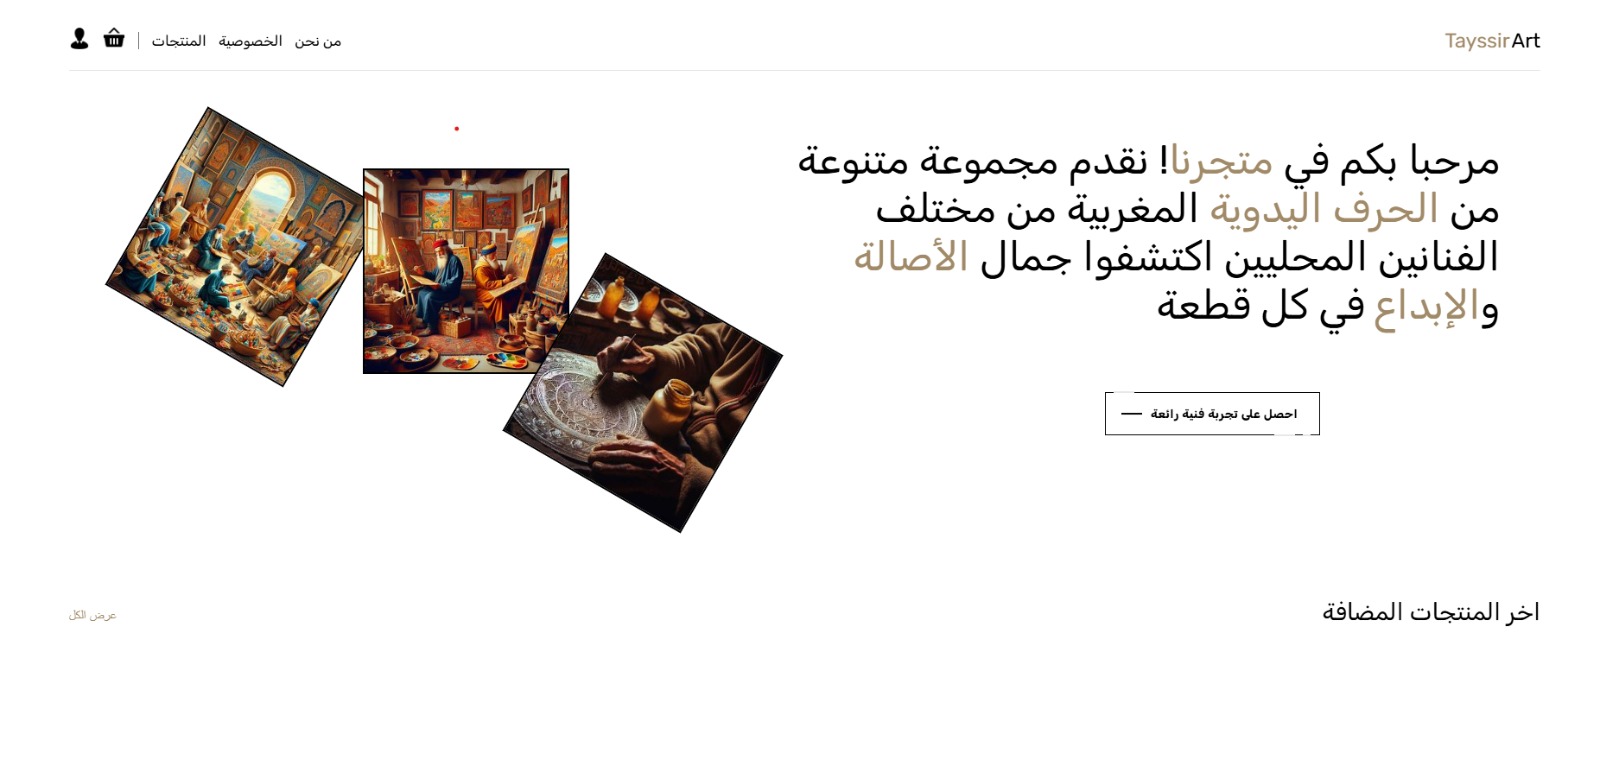 TayssirArt
من نحن الخصوصية المنتجات
مرحبا بكم في متجرنا! نقدم مجموعة متنوعة
من الحرف اليدوية المغربية من مختلف
الفنانين المحليين اكتشفوا جمال الأصالة
والإبداع في كل قطعة
احصل على تجربة فنية رائعة
اخر المنتجات المضافة
عرض الكل